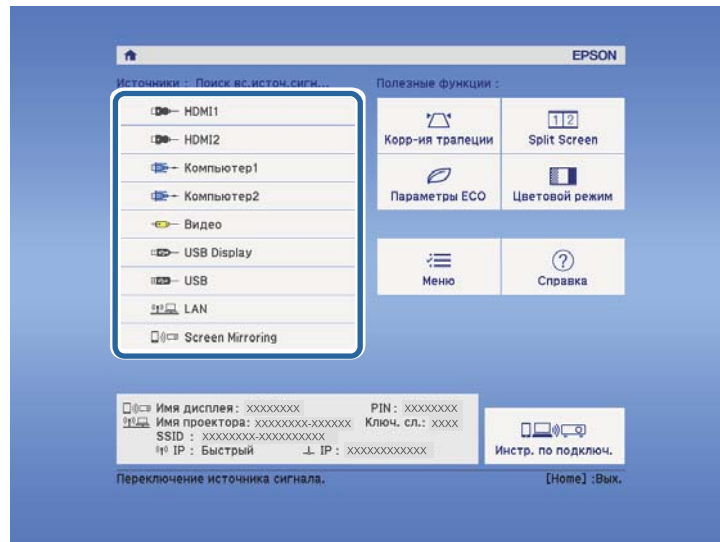 EPSON
Источники : Поиск вс.источ.сигн...
Полезные функции :
HDMI1
HDMI2
Компьютер1
Компьютер2
Видео
USB Display
USB
LAN
Screen Mirroring
Корр-ия трапеции
1 2
Split Screen
Параметры ECO
Цветовой режим
Меню
?
Справка
Имя дисплея : XXXXXXXX PIN : XXXXXXXX
Имя проектора: XXXXXXXX-XXXXXX Ключ. сл.: XXXX
SSID : XXXXXXXX-XXXXXXXXXX
IP : Быстрый IP : XXXXXXXXXXXX
Инстр. по подключ.
Переключение источника сигнала.
[Home] :Вых.